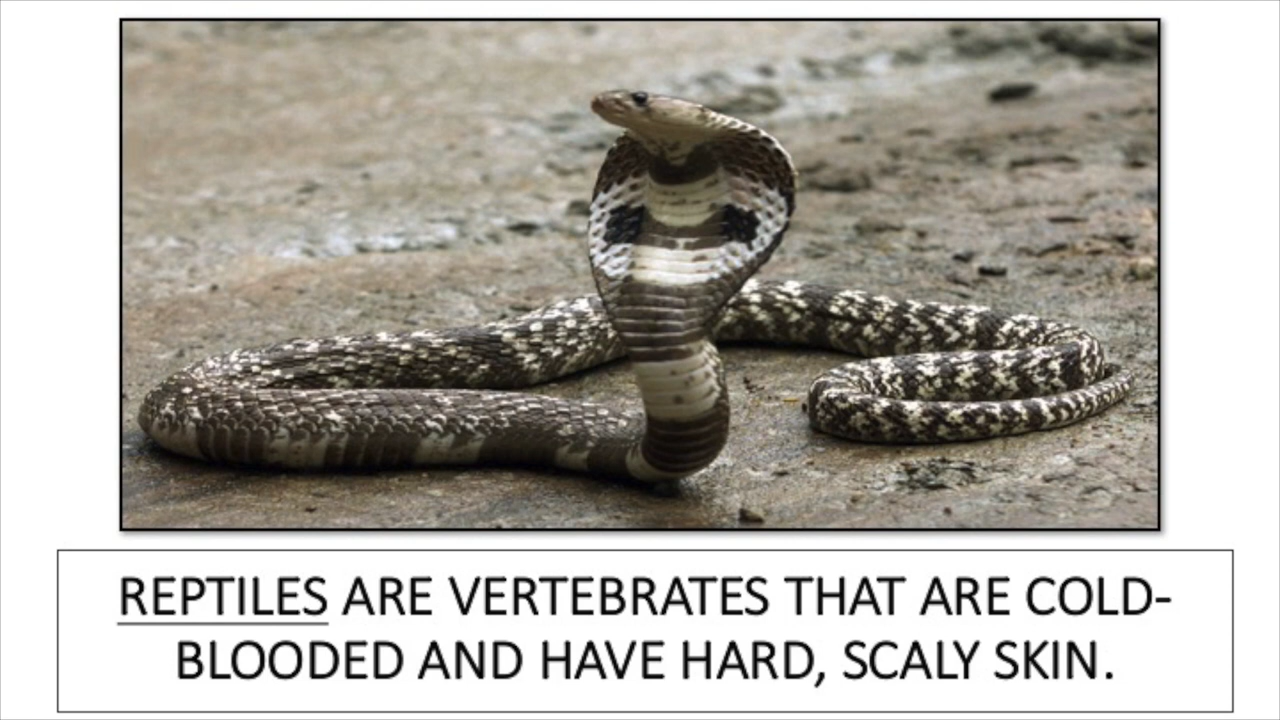 REPTILES ARE VERTEBRATES THAT ARE COLD-
BLOODED AND HAVE HARD, SCALY SKIN.